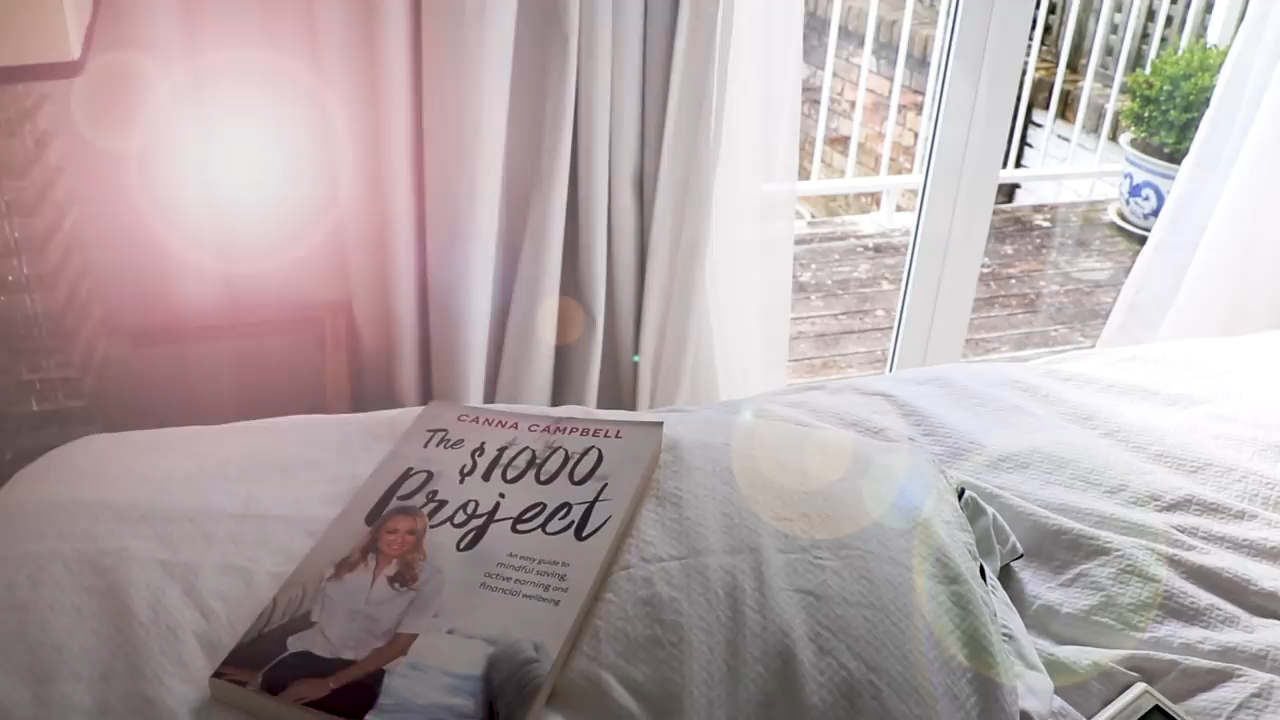 CANNA CAMPBELL
The
$1000
Project
An easy guide to
mindful saving,
active earning and
financial wellbeing